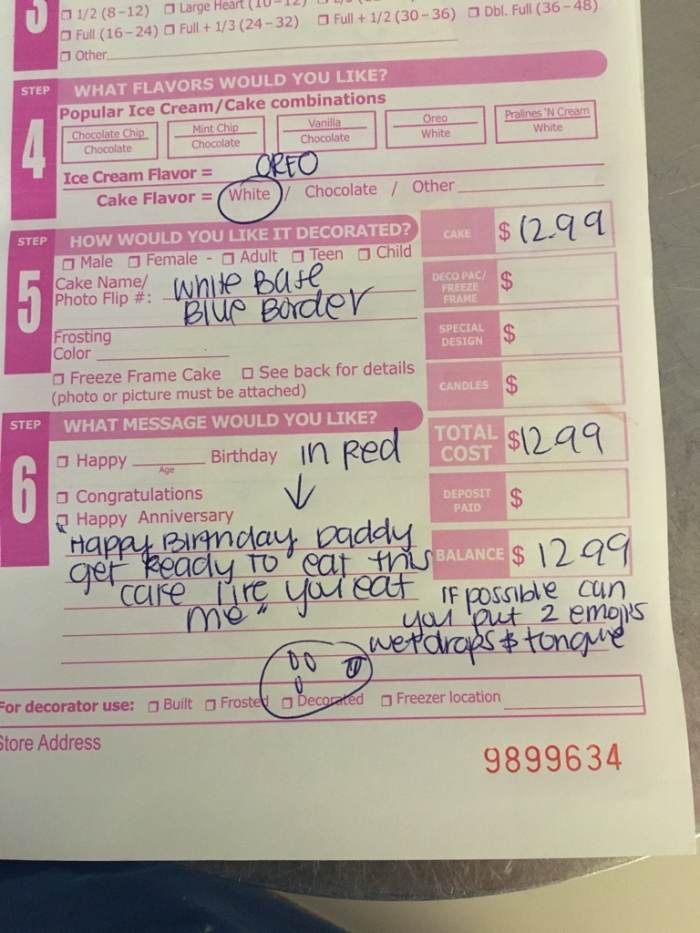 □ 1/2 (8-12) □ Large Heart (10-12)
□ Full (16-24) □ Full + 1/3 (24-32) □ Full + 1/2 (30-36) □ Dbl. Full (36-48)
□ Other
STEP 4 WHAT FLAVORS WOULD YOU LIKE?
Popular Ice Cream/Cake combinations
Chocolate Chip Mint Chip Vanilla Oreo Pralines 'N Cream
Chocolate Chocolate Chocolate White White
Ice Cream Flavor = OREO
Cake Flavor = White / Chocolate / Other
STEP 5 HOW WOULD YOU LIKE IT DECORATED?
□ Male □ Female - □ Adult □ Teen □ Child
Cake Name/
Photo Flip #: White Base
Blue Border
Frosting
Color
□ Freeze Frame Cake □ See back for details
(photo or picture must be attached)
CAKE $ 12.99
DECO PAC/
FREEZE
FRAME $
SPECIAL
DESIGN $
CANDLES $
TOTAL
COST $ 12.99
DEPOSIT
PAID $
BALANCE $ 12.99
STEP 6 WHAT MESSAGE WOULD YOU LIKE?
□ Happy Birthday in Red
Age
□ Congratulations
□ Happy Anniversary
"Happy Birthday Daddy
get Ready to eat this
cake like you eat
me"
IF possible can
you put 2 emojis
wetdrops & tongue
For decorator use: □ Built □ Frosted □ Decorated □ Freezer location
Store Address
9899634